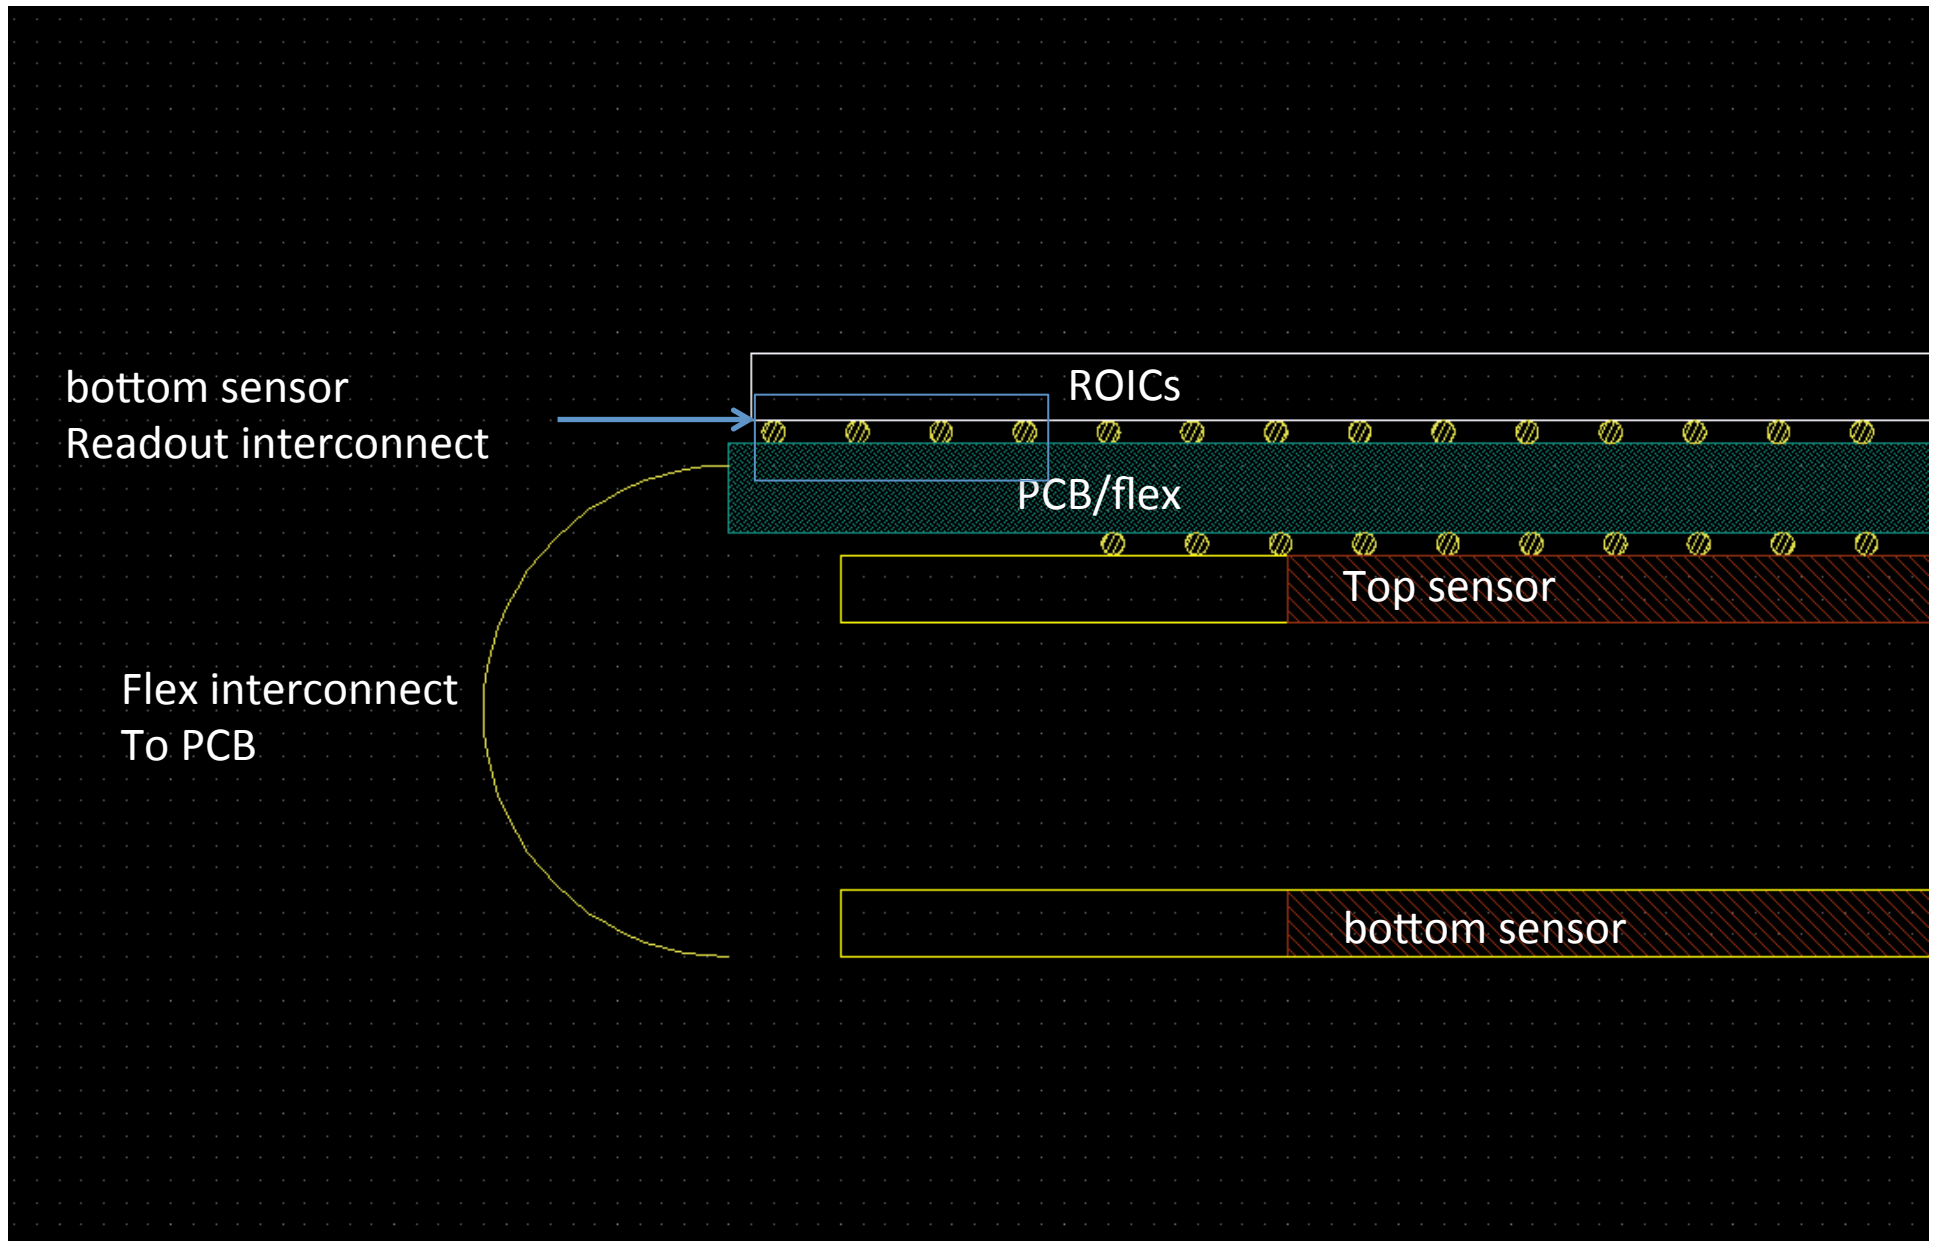 ROICs
bottom sensor
Readout interconnect
PCB/flex
Top sensor
Flex interconnect
To PCB
bottom sensor